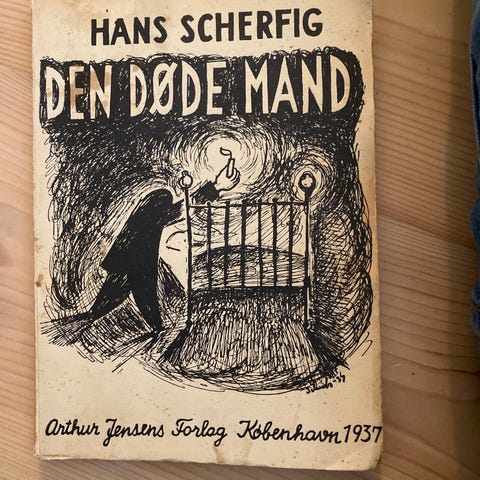 HANS SCHERFIG
DEN DØDE MAND
Arthur Jensens Forlag København 1937